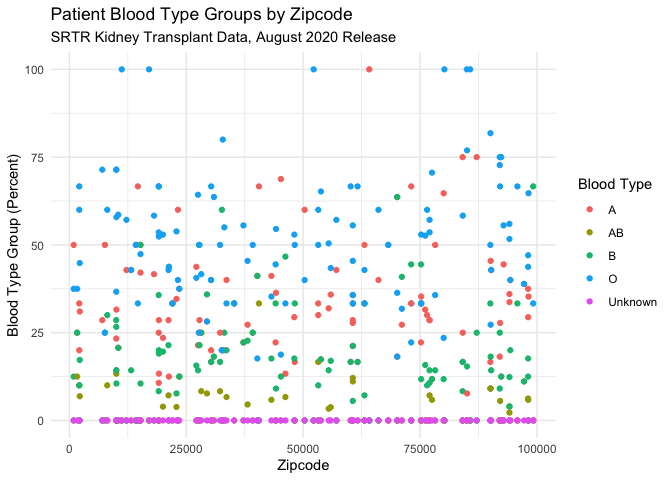 Patient Blood Type Groups by Zipcode
SRTR Kidney Transplant Data, August 2020 Release
Blood Type Group (Percent)
100
75
50
25
0
0
25000
50000
75000
100000
Zipcode
Blood Type
A
AB
B
O
Unknown